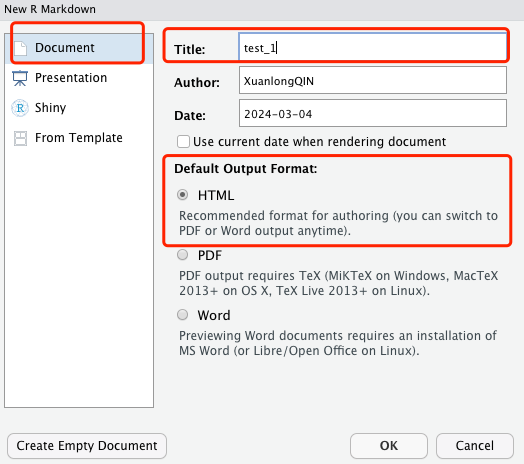 New R Markdown
Document
Presentation
Shiny
From Template
Title: test_1
Author: XuanlongQIN
Date: 2024-03-04
Use current date when rendering document
Default Output Format:
HTML
Recommended format for authoring (you can switch to
PDF or Word output anytime).
PDF
PDF output requires TeX (MiKTeX on Windows, MacTeX
2013+ on OS X, TeX Live 2013+ on Linux).
Word
Previewing Word documents requires an installation of
MS Word (or Libre/Open Office on Linux).
Create Empty Document
OK
Cancel